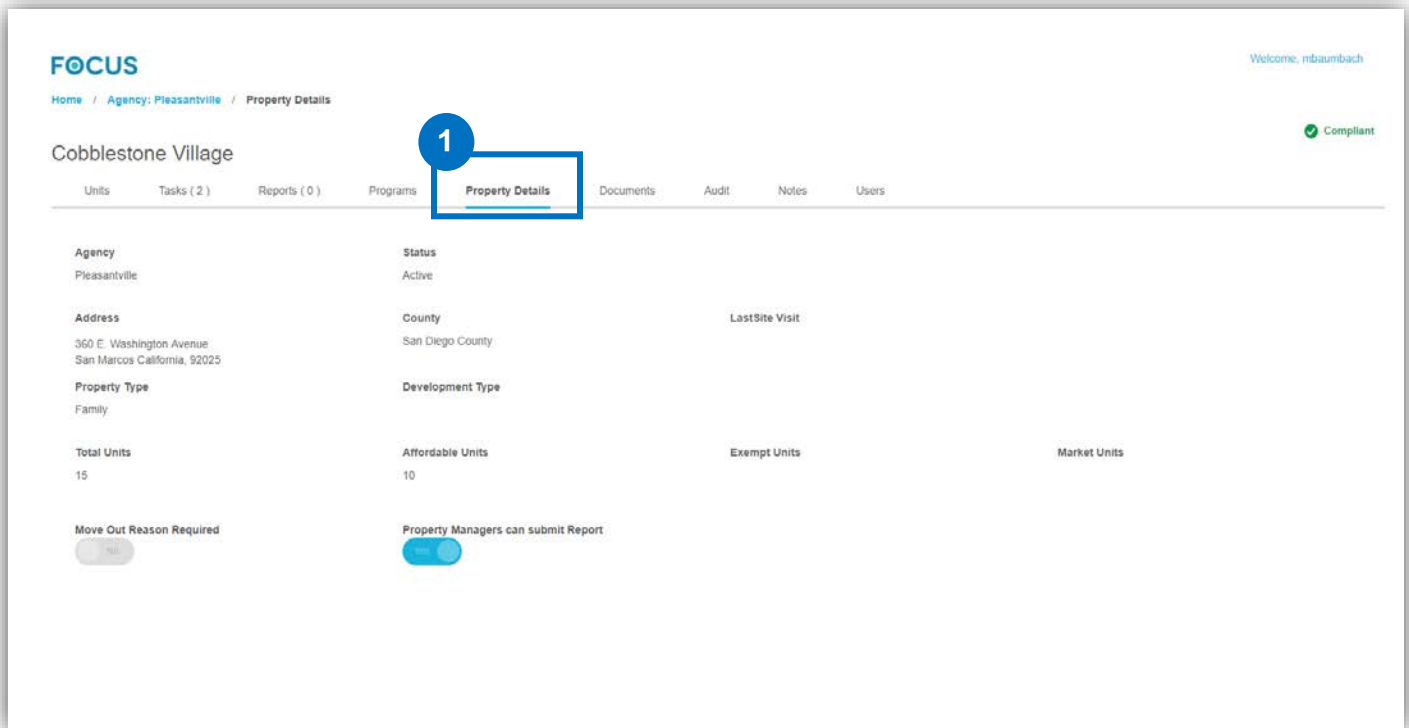 FOCUS
Welcome, mbaumbach
Home / Agency: Pleasantville / Property Details
Compliant
Cobblestone Village
1
Units Tasks ( 2 ) Reports ( 0 ) Programs Property Details Documents Audit Notes Users
Agency Status
Pleasantville Active
Address County LastSite Visit
360 E. Washington Avenue San Diego County
San Marcos California, 92025
Property Type Development Type
Family
Total Units Affordable Units Exempt Units Market Units
15 10
Move Out Reason Required Property Managers can submit Report